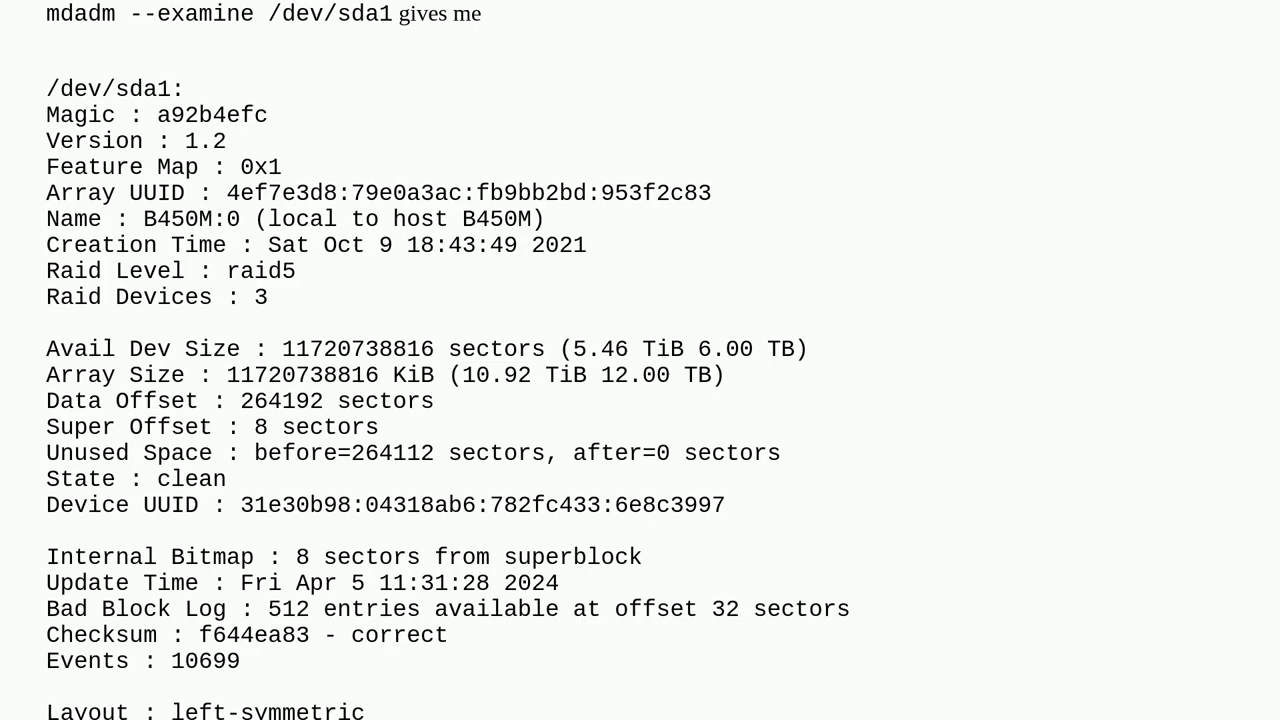 mdadm --examine /dev/sda1 gives me
/dev/sda1:
Magic : a92b4efc
Version : 1.2
Feature Map : 0x1
Array UUID : 4ef7e3d8:79e0a3ac:fb9bb2bd:953f2c83
Name : B450M:0 (local to host B450M)
Creation Time : Sat Oct 9 18:43:49 2021
Raid Level : raid5
Raid Devices : 3
Avail Dev Size : 11720738816 sectors (5.46 TiB 6.00 TB)
Array Size : 11720738816 KiB (10.92 TiB 12.00 TB)
Data Offset : 264192 sectors
Super Offset : 8 sectors
Unused Space : before=264112 sectors, after=0 sectors
State : clean
Device UUID : 31e30b98:04318ab6:782fc433:6e8c3997
Internal Bitmap : 8 sectors from superblock
Update Time : Fri Apr 5 11:31:28 2024
Bad Block Log : 512 entries available at offset 32 sectors
Checksum : f644ea83 - correct
Events : 10699
Layout : left-symmetric